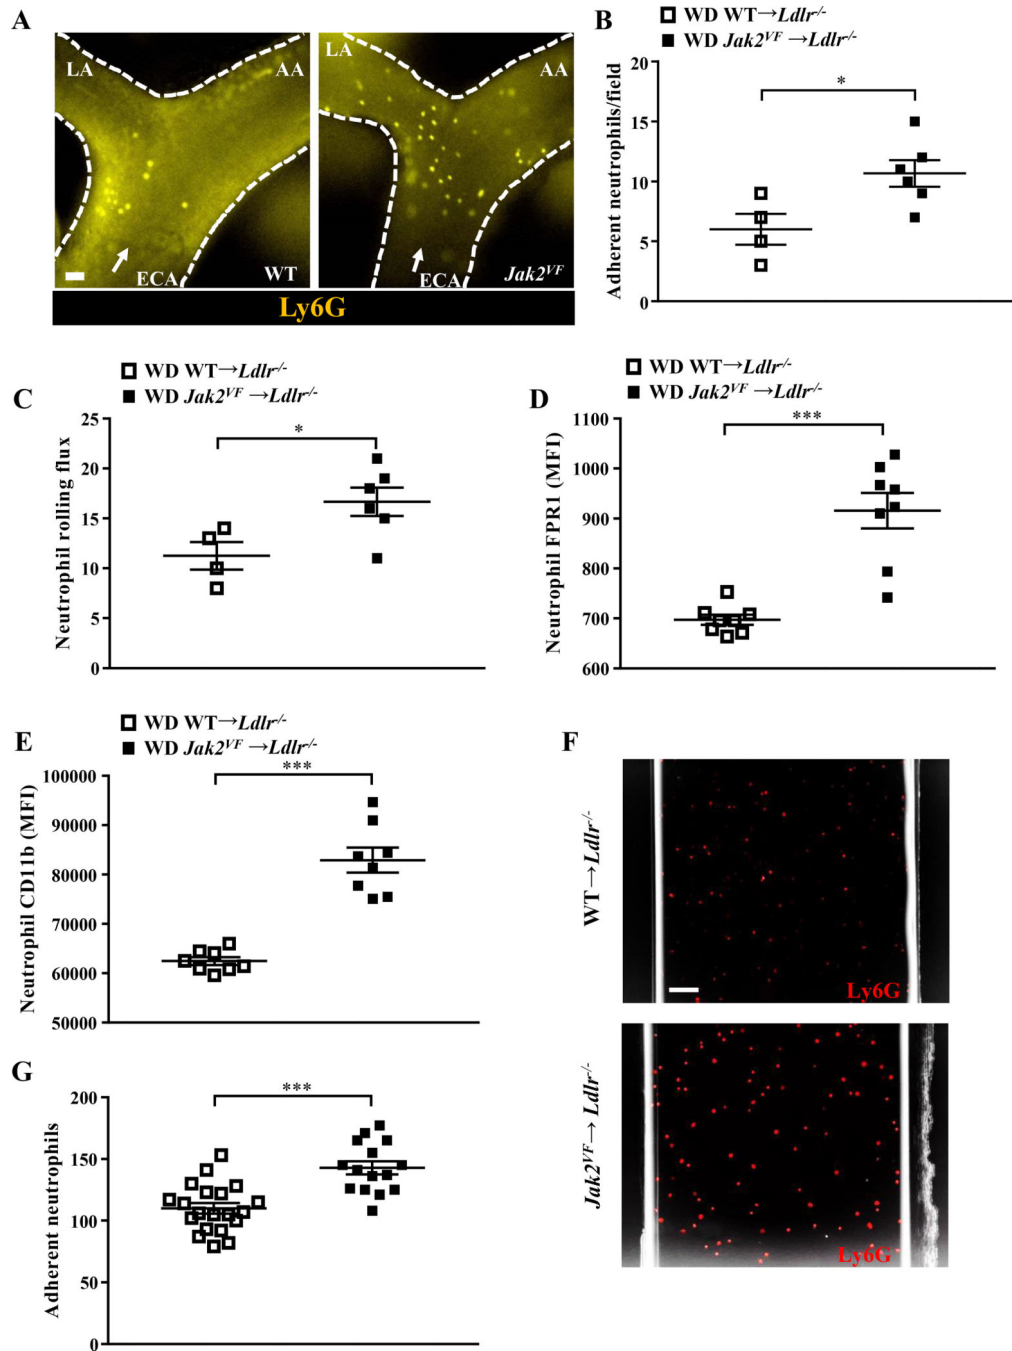 A
LA
AA
ECA
WT
LA
AA
ECA
Jak2VF
Ly6G
B
WD WT→Ldlr-/-
WD Jak2VF →Ldlr-/-
Adherent neutrophils/field
20
15
10
5
0
*
C
WD WT→Ldlr-/-
WD Jak2VF →Ldlr-/-
Neutrophil rolling flux
25
20
15
10
5
0
*
D
WD WT→Ldlr-/-
WD Jak2VF →Ldlr-/-
Neutrophil FPR1 (MFI)
1100
1000
900
800
700
600
***
E
WD WT→Ldlr-/-
WD Jak2VF →Ldlr-/-
Neutrophil CD11b (MFI)
100000
90000
80000
70000
60000
50000
***
F
WT→Ldlr-/-
Ly6G
Jak2VF→Ldlr-/-
Ly6G
G
Adherent neutrophils
200
150
100
50
0
***